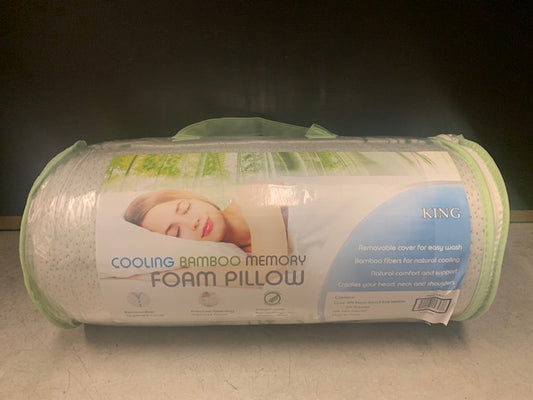 KING
Removable cover for easy wash
Bamboo fibers for natural cooling
Natural comfort and support
Cradles your head, neck and shoulders
COOLING BAMBOO MEMORY
FOAM PILLOW